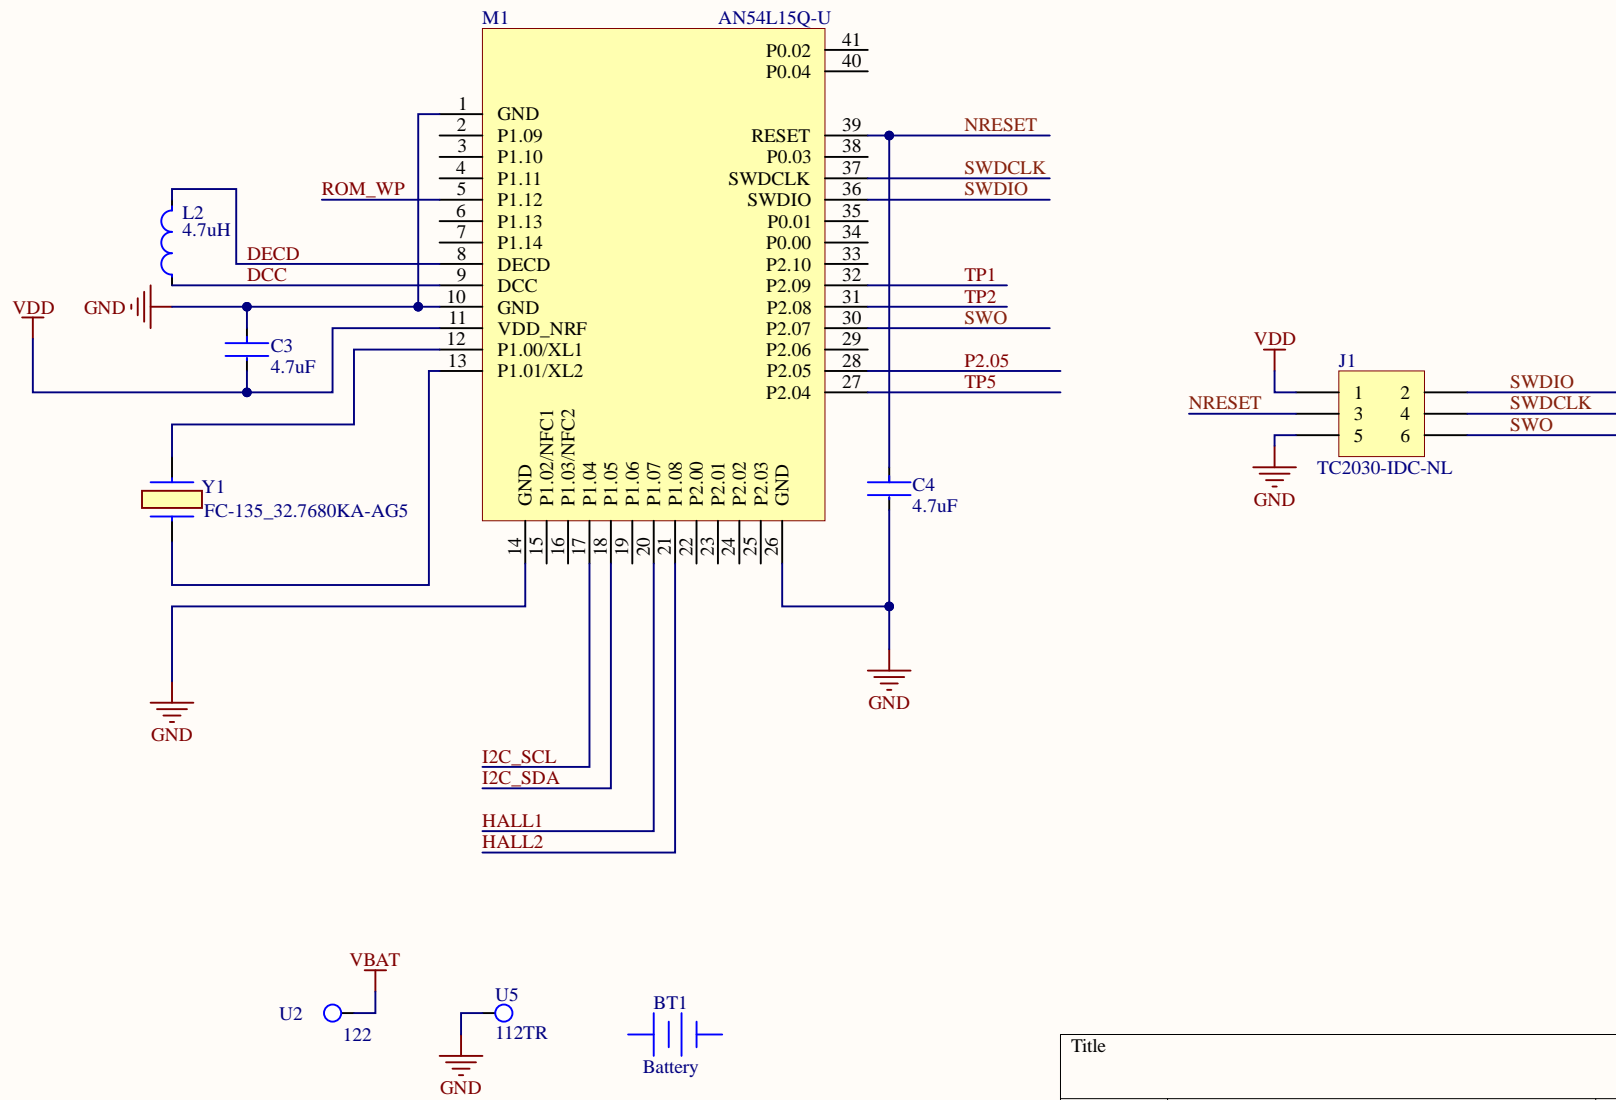 M1 AN54L15Q-U
P0.02 41
P0.04 40
1 GND
2 P1.09
3 P1.10
4 P1.11
ROM_WP 5 P1.12
6 P1.13
7 P1.14
DECD 8 DECD
DCC 9 DCC
10 GND
11 VDD_NRF
12 P1.00/XL1
13 P1.01/XL2
RESET 39 NRESET
P0.03 38
SWDCLK 37 SWDCLK
SWDIO 36 SWDIO
P0.01 35
P0.00 34
P2.10 33
P2.09 32 TP1
P2.08 31 TP2
P2.07 30 SWO
P2.06 29
P2.05 28 P2.05
P2.04 27 TP5
GND 14
P1.02/NFC1 15
P1.03/NFC2 16
P1.04 17
P1.05 18
P1.06 19
P1.07 20
P1.08 21
P2.00 22
P2.01 23
P2.02 24
P2.03 25
GND 26
L2
4.7uH
VDD
GND
C3
4.7uF
Y1
FC-135_32.7680KA-AG5
GND
C4
4.7uF
GND
I2C_SCL
I2C_SDA
HALL1
HALL2
VDD
J1
1 2 SWDIO
NRESET 3 4 SWDCLK
5 6 SWO
TC2030-IDC-NL
GND
VBAT
U2
122
U5
112TR
GND
BT1
Battery
Title